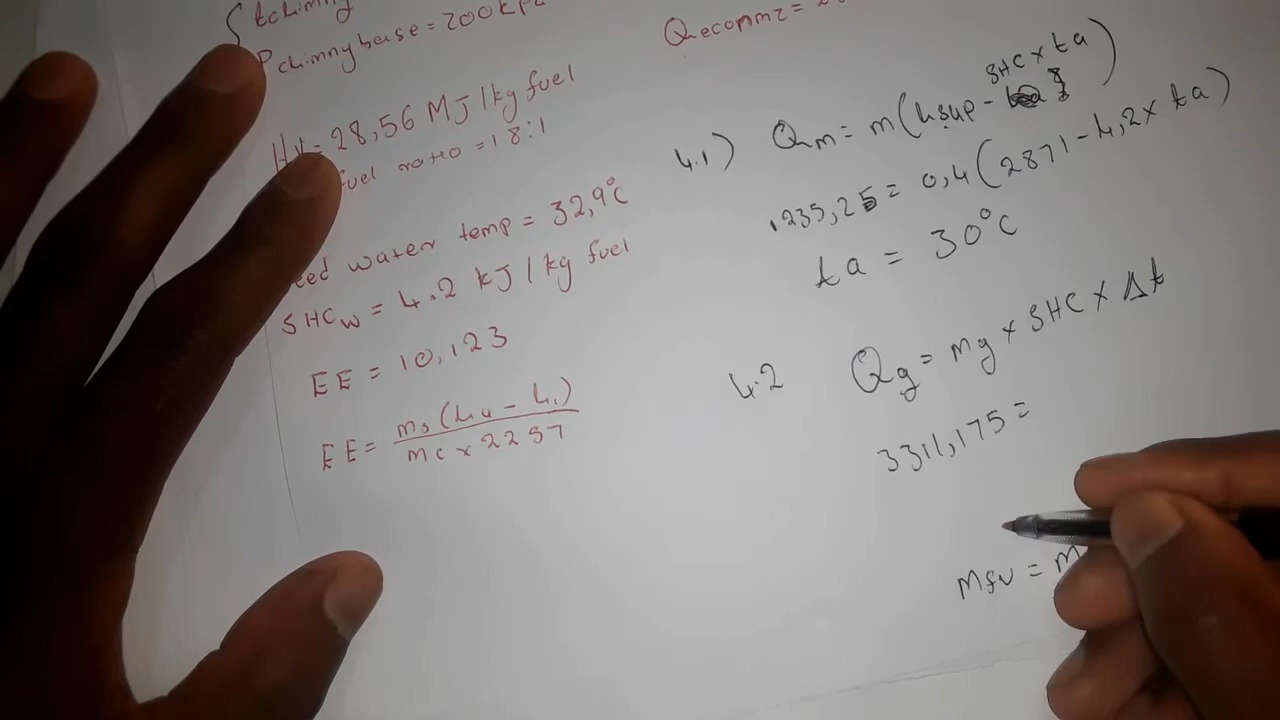 tchimny
Pchimny base = 200kPa
Hv = 28,56 MJ/kg fuel
fuel ratio = 18:1
feed water temp = 32,9°C
SHCw = 4.2 kJ/kg fuel
EE = 10,123
EE = ms(h4 - h1)
mc x 2257
Qeconmz =
4.1) Qm = m(hsup - SHC x ta)
1235,25 = 0,4(2871 - 4,2 x ta)
ta = 30°C
4.2 Qg = mg x SHC x Δt
3311,175 =
mfu = m